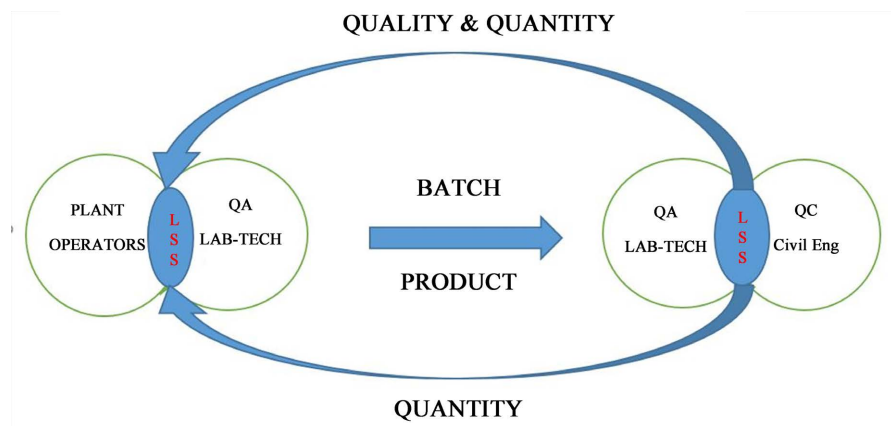 QUALITY & QUANTITY
PLANT
OPERATORS
L
S
S
QA
LAB-TECH
BATCH
PRODUCT
QA
LAB-TECH
L
S
S
QC
Civil Eng
QUANTITY